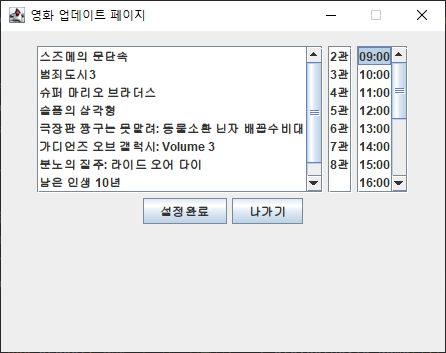 영화 업데이트 페이지
스즈메의 문단속 2관 09:00
범죄도시3 3관 10:00
슈퍼 마리오 브라더스 4관 11:00
슬픔의 삼각형 5관 12:00
극장판 짱구는 못말려: 동물소환 닌자 배꼽수비대 6관 13:00
가디언즈 오브 갤럭시: Volume 3 7관 14:00
분노의 질주: 라이드 오어 다이 8관 15:00
남은 인생 10년 16:00
설정완료 나가기